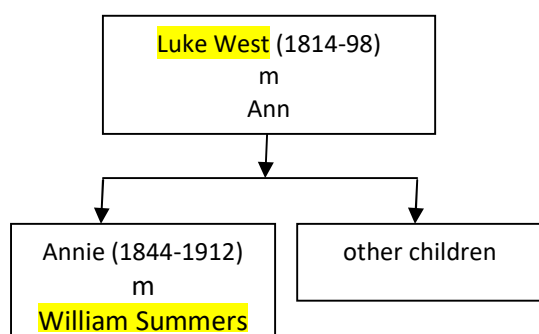 Luke West (1814-98)
m
Ann
Annie (1844-1912)
m
William Summers
other children